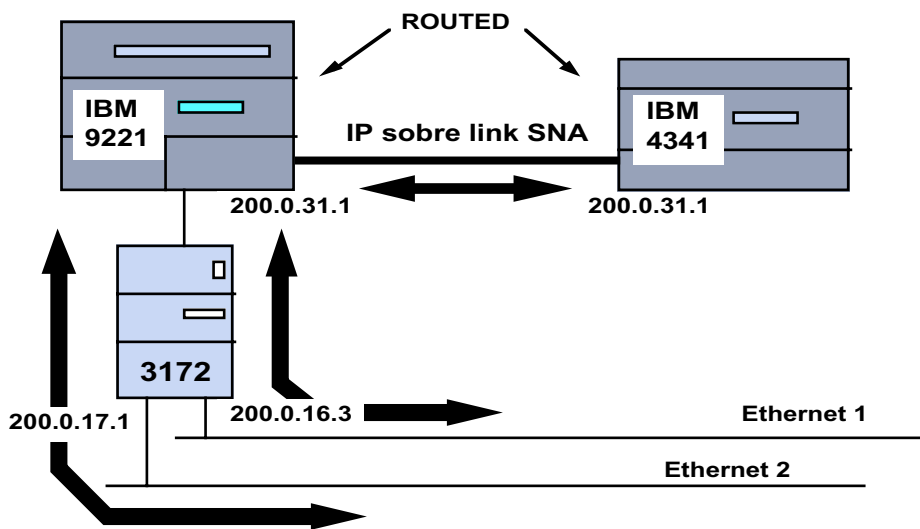 ROUTED
IBM
9221
IBM
4341
IP sobre link SNA
200.0.31.1
200.0.31.1
3172
200.0.17.1
200.0.16.3
Ethernet 1
Ethernet 2